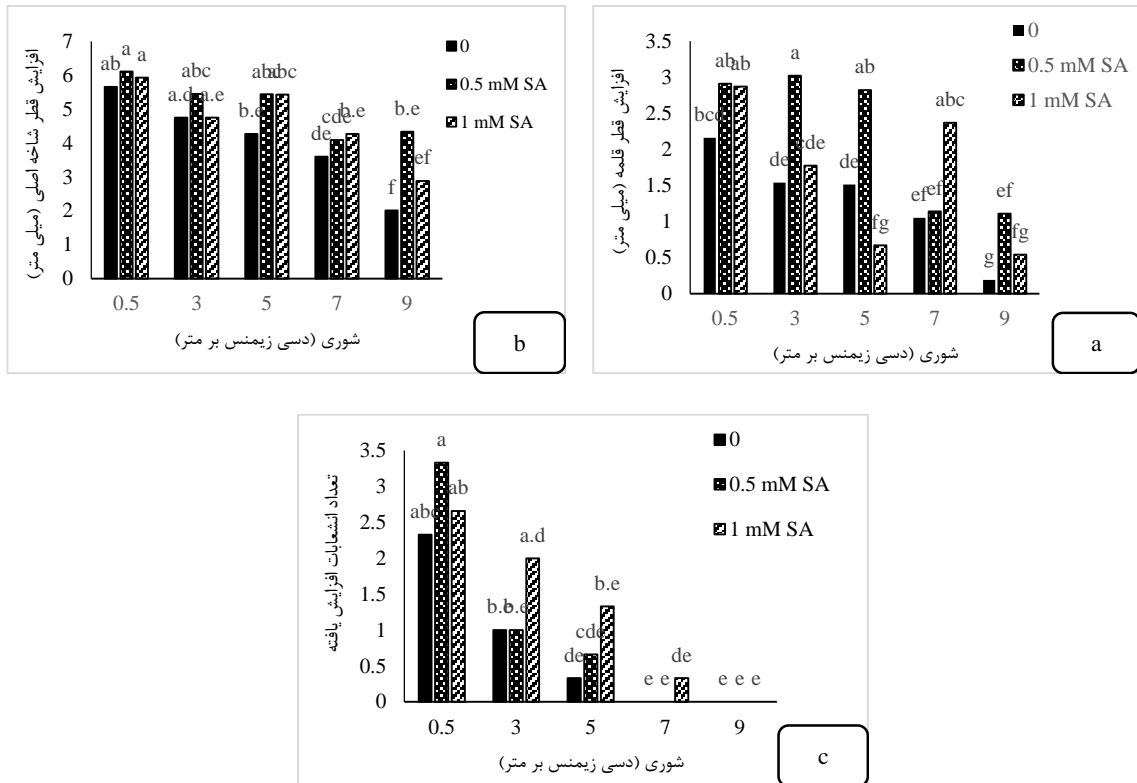 افزایش قطر شاخه اصلی (میلی متر)
7
6
5
4
3
2
1
0
ab a a
a.d abc a.e
b.e abc abc
de cde b.e
f b.e ef
0.5 3 5 7 9
شوری (دسی زیمنس بر متر)
0
0.5 mM SA
1 mM SA
b
افزایش قطر قلمه (میلی متر)
3.5
3
2.5
2
1.5
1
0.5
0
bcd ab ab
de a cde
de ab fg
ef ef abc
g ef fg
0.5 3 5 7 9
شوری (دسی زیمنس بر متر)
0
0.5 mM SA
1 mM SA
a
تعداد انشعابات افزایش یافته
3.5
3
2.5
2
1.5
1
0.5
0
abc a ab
b.e b.e a.d
de cde b.e
e e de
e e e
0.5 3 5 7 9
شوری (دسی زیمنس بر متر)
0
0.5 mM SA
1 mM SA
c